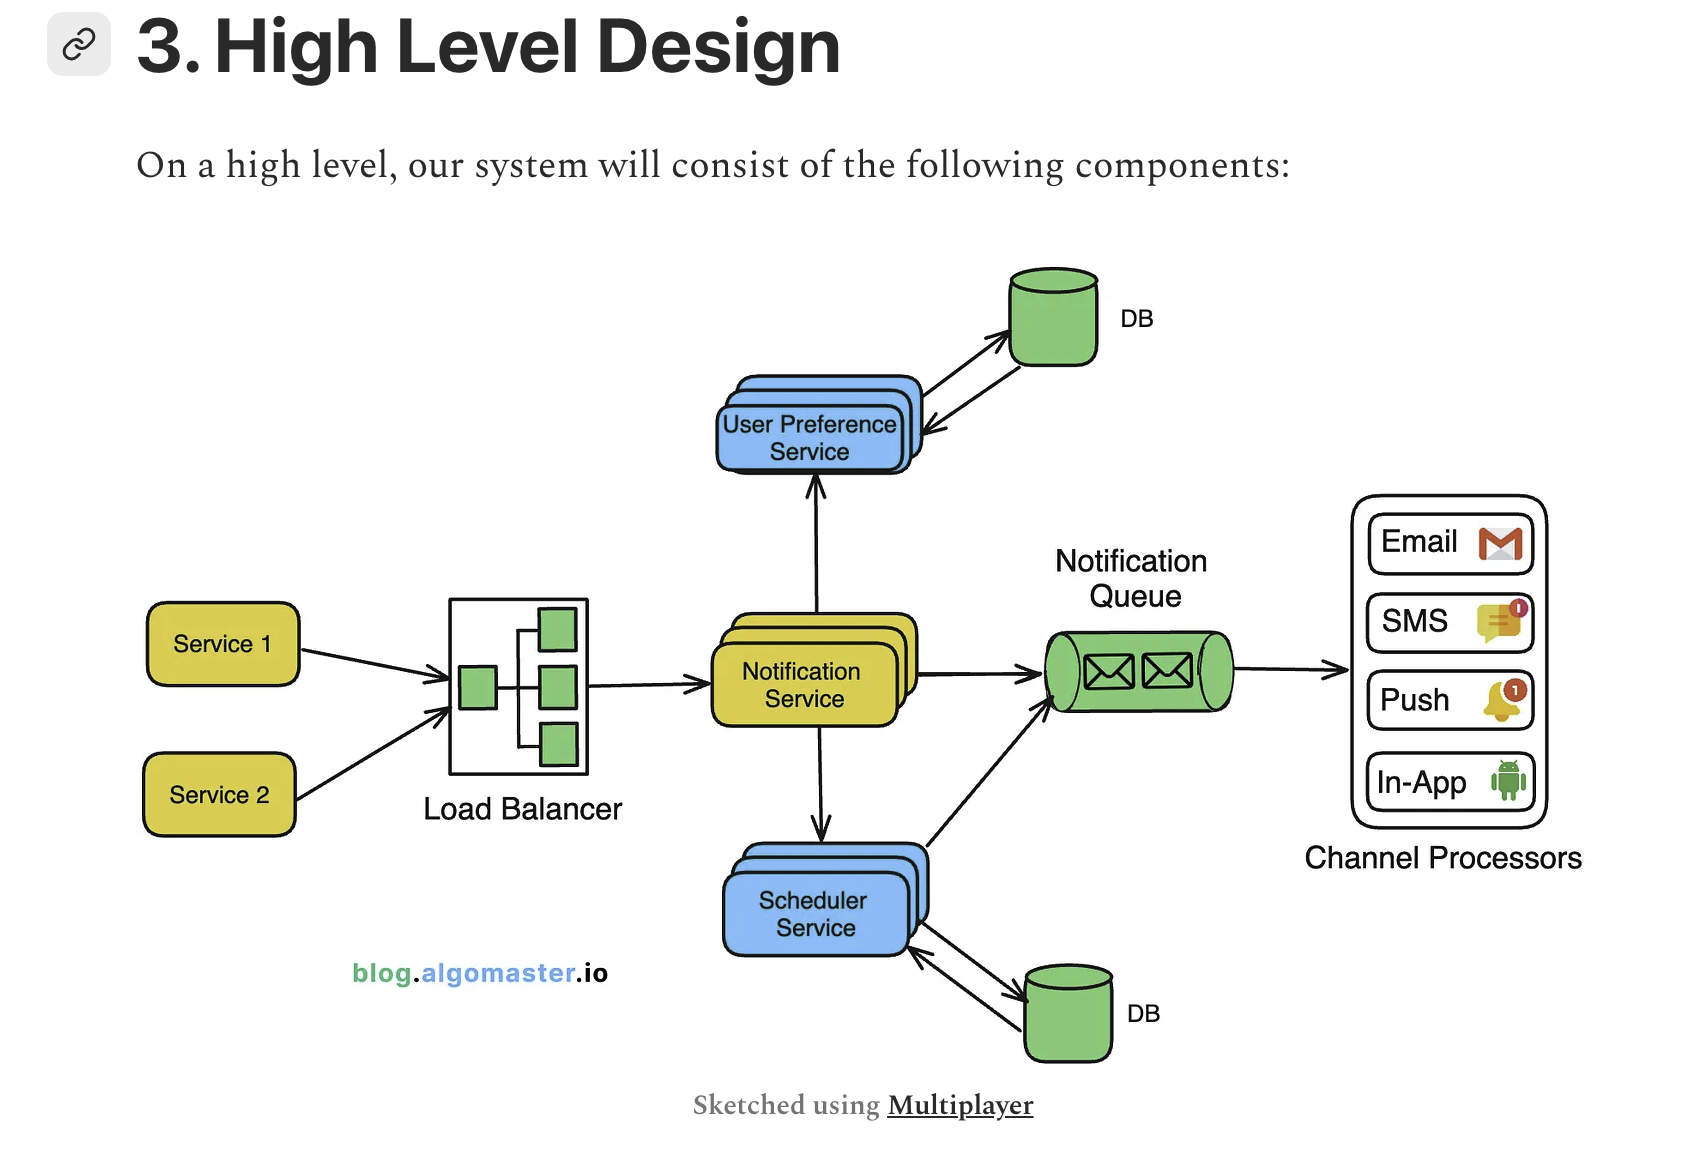 3. High Level Design
On a high level, our system will consist of the following components:
DB
User Preference
Service
Notification
Queue
Email
SMS
Push
1
In-App
Channel Processors
Service 1
Service 2
Load Balancer
Notification
Service
Scheduler
Service
DB
blog.algomaster.io
Sketched using Multiplayer